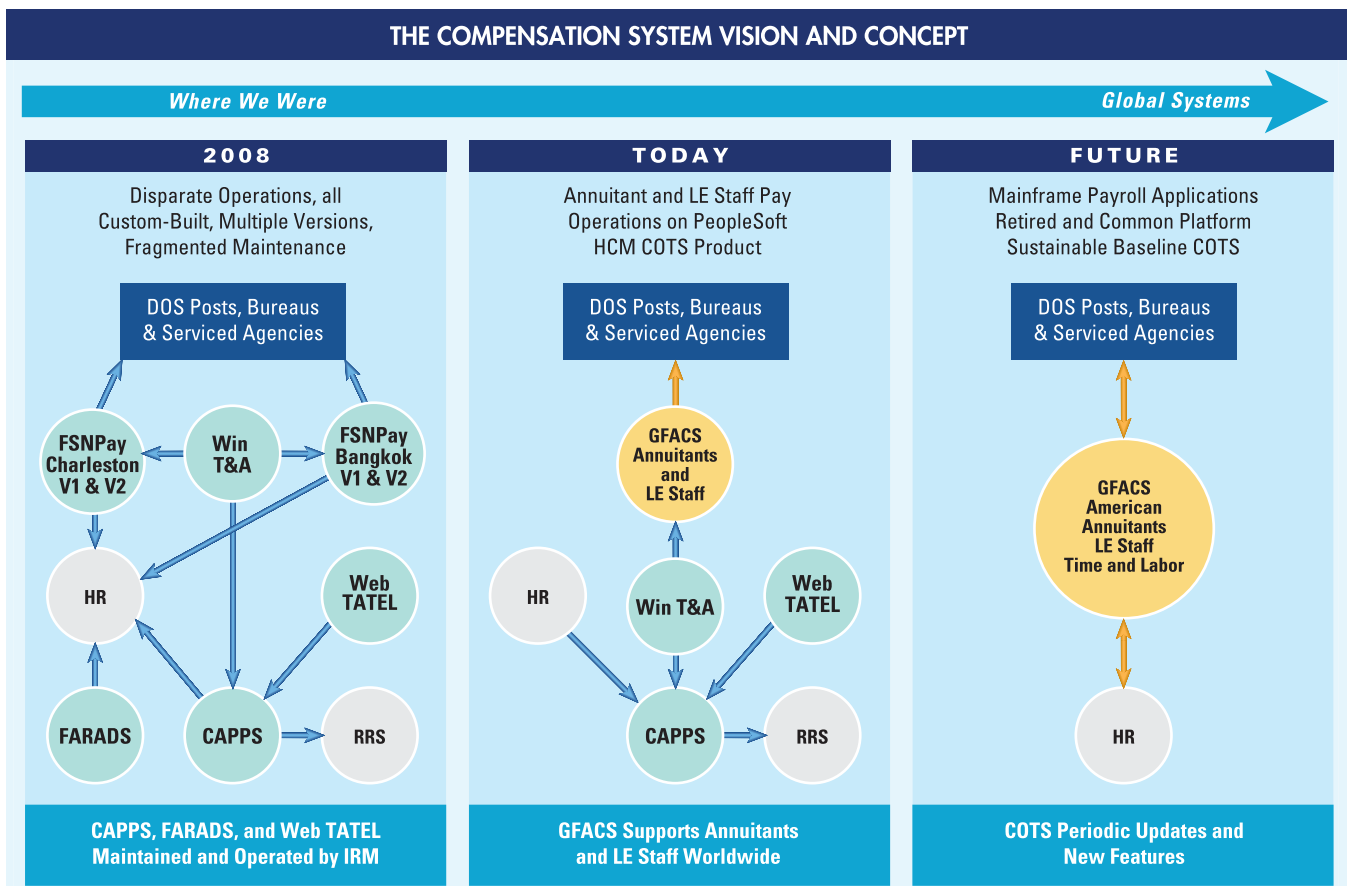 THE COMPENSATION SYSTEM VISION AND CONCEPT
Where We Were
Global Systems
2008
Disparate Operations, all
Custom-Built, Multiple Versions,
Fragmented Maintenance
DOS Posts, Bureaus
& Serviced Agencies
FSNPay
Charleston
V1 & V2
Win
T&A
FSNPay
Bangkok
V1 & V2
HR
Web
TATEL
FARADS
CAPPS
RRS
CAPPS, FARADS, and Web TATEL
Maintained and Operated by IRM
TODAY
Annuitant and LE Staff Pay
Operations on PeopleSoft
HCM COTS Product
DOS Posts, Bureaus
& Serviced Agencies
GFACS
Annuitants
and
LE Staff
HR
Win T&A
Web
TATEL
CAPPS
RRS
GFACS Supports Annuitants
and LE Staff Worldwide
FUTURE
Mainframe Payroll Applications
Retired and Common Platform
Sustainable Baseline COTS
DOS Posts, Bureaus
& Serviced Agencies
GFACS
American
Annuitants
LE Staff
Time and Labor
HR
COTS Periodic Updates and
New Features